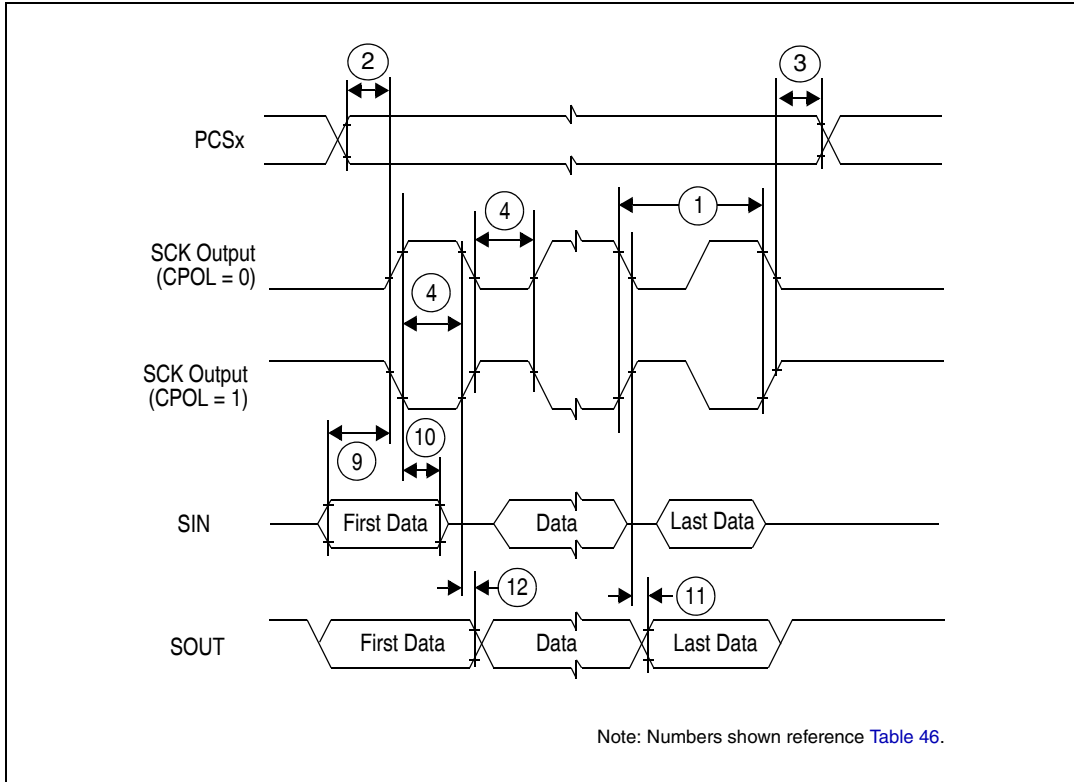 2
3
PCSx
1
4
SCK Output
(CPOL = 0)
4
SCK Output
(CPOL = 1)
10
9
SIN
First Data
Data
Last Data
12
11
SOUT
First Data
Data
Last Data
Note: Numbers shown reference Table 46.